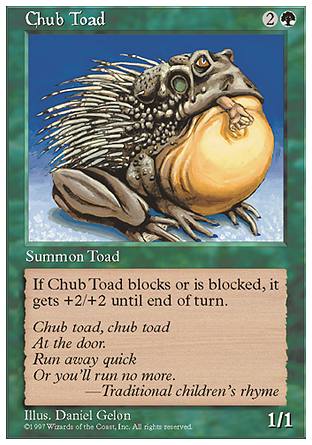 Chub Toad 2
Summon Toad
If Chub Toad blocks or is blocked, it
gets +2/+2 until end of turn.
Chub toad, chub toad
At the door.
Run away quick
Or you'll run no more.
—Traditional children's rhyme
Illus. Daniel Gelon
©1997 Wizards of the Coast, Inc. All rights reserved.
1/1